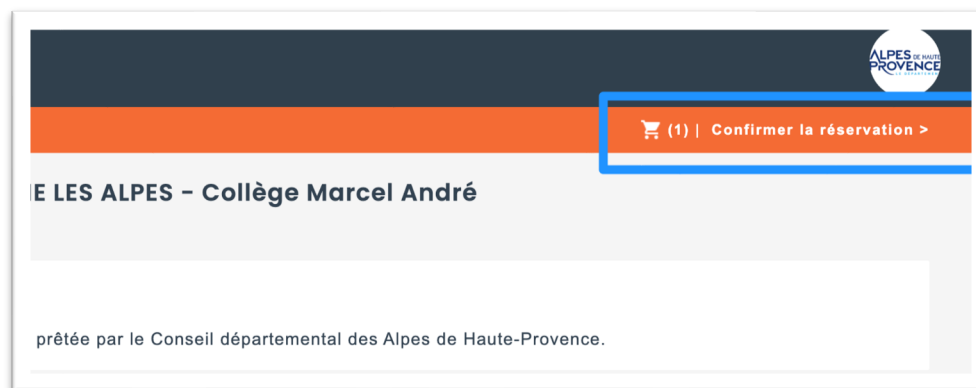 ALPES DE HAUTE
PROVENCE
LE DÉPARTEMENT
(1) | Confirmer la réservation >
E LES ALPES - Collège Marcel André
prêtée par le Conseil départemental des Alpes de Haute-Provence.